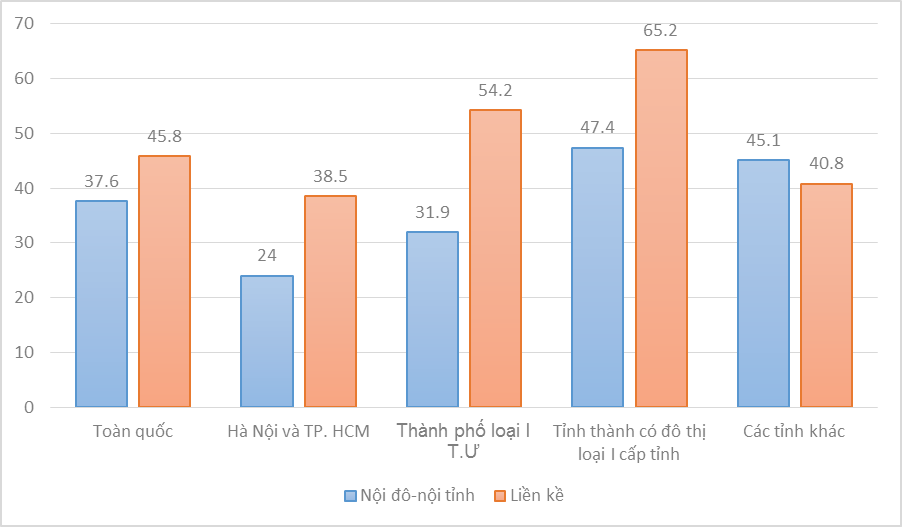 70
60
50
40
30
20
10
0
37.6
45.8
24
38.5
31.9
54.2
47.4
65.2
45.1
40.8
Toàn quốc
Hà Nội và TP. HCM
Thành phố loại I
T.Ư
Tỉnh thành có đô thị
loại I cấp tỉnh
Các tỉnh khác
Nội đô-nội tỉnh
Liền kề